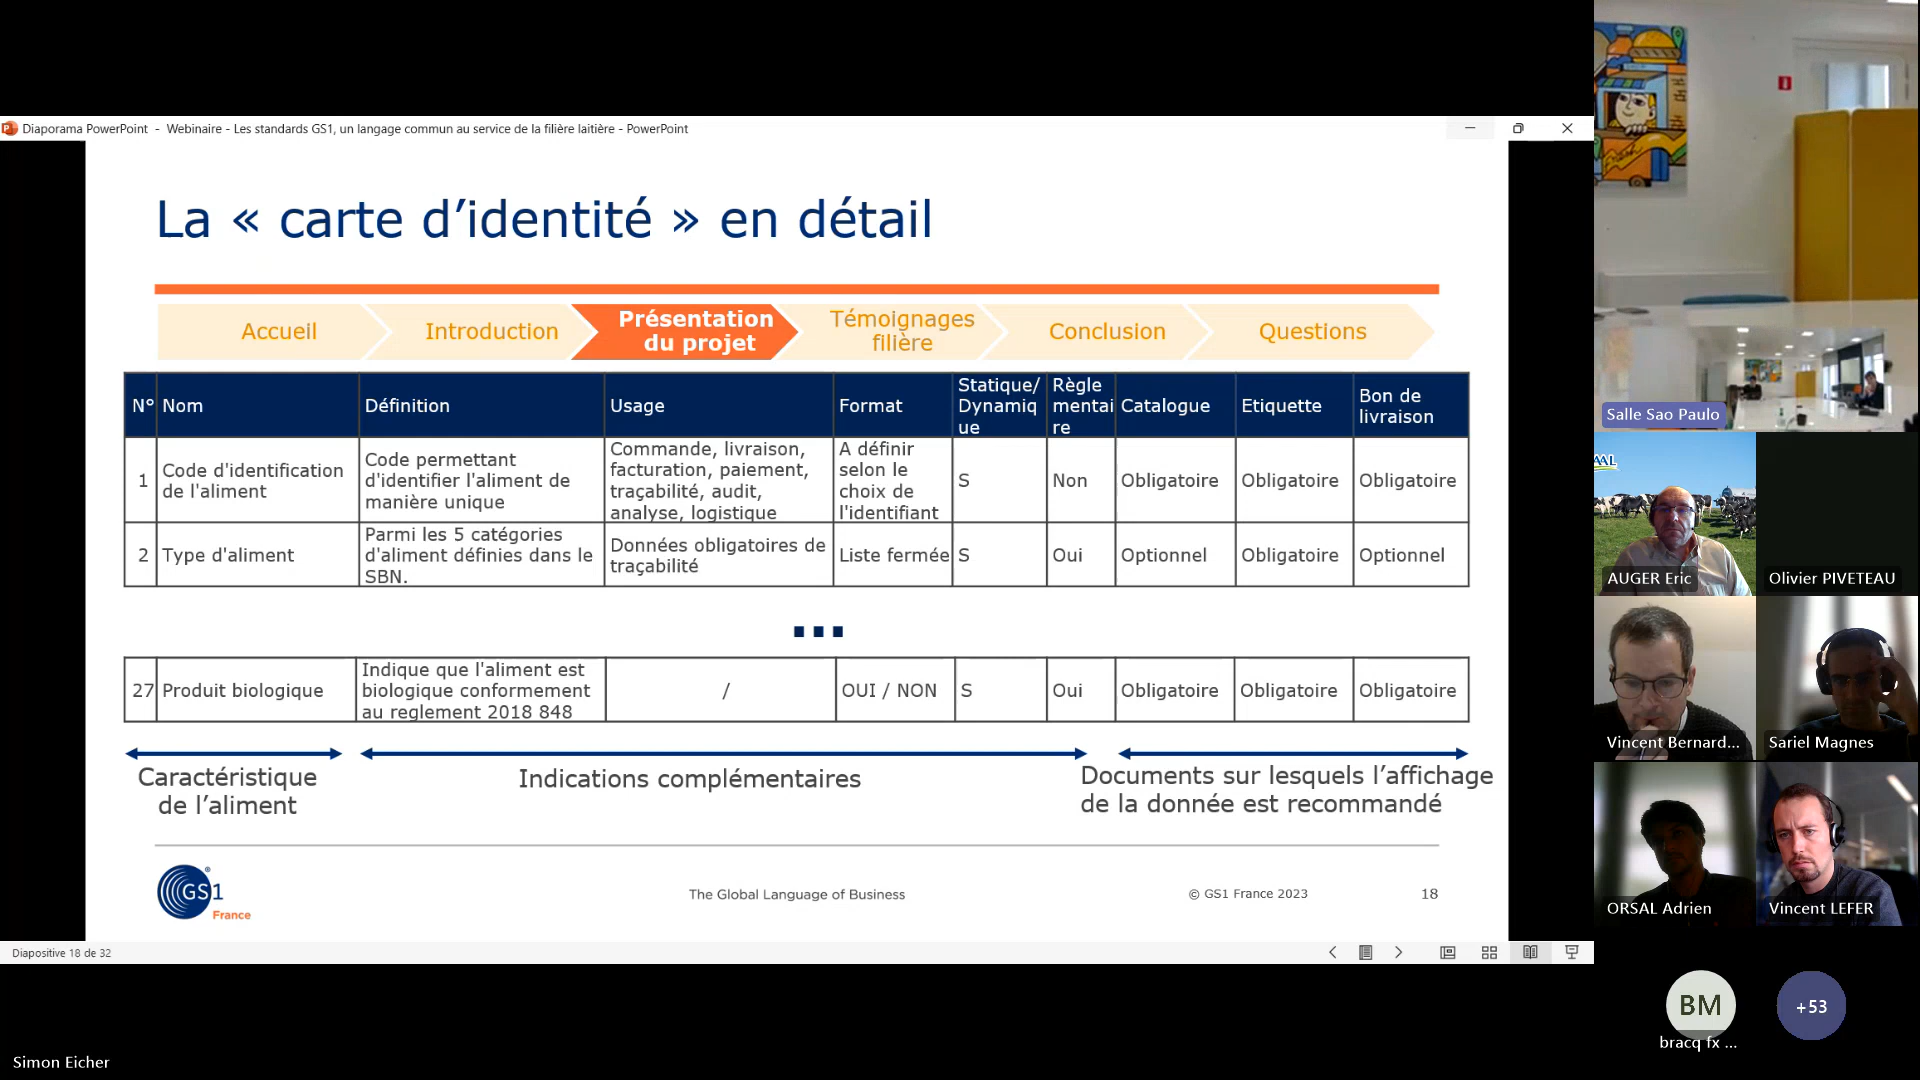 Diaporama PowerPoint - Webinaire - Les standards GS1, un langage commun au service de la filière laitière - PowerPoint
La « carte d’identité » en détail
Accueil
Introduction
Présentation
du projet
Témoignages
filière
Conclusion
Questions
N°
Nom
Définition
Usage
Format
Statique/
Dynamiq
ue
Règle
mentai
re
Catalogue
Etiquette
Bon de
livraison
1
Code d'identification
de l'aliment
Code permettant
d'identifier l'aliment de
manière unique
Commande, livraison,
facturation, paiement,
traçabilité, audit,
analyse, logistique
A définir
selon le
choix de
l'identifiant
S
Non
Obligatoire
Obligatoire
Obligatoire
2
Type d'aliment
Parmi les 5 catégories
d'aliment définies dans le
SBN.
Données obligatoires de
traçabilité
Liste fermée
S
Oui
Optionnel
Obligatoire
Optionnel
...
27
Produit biologique
Indique que l'aliment est
biologique conformement
au reglement 2018 848
/
OUI / NON
S
Oui
Obligatoire
Obligatoire
Obligatoire
Caractéristique
de l’aliment
Indications complémentaires
Documents sur lesquels l’affichage
de la donnée est recommandé
GS1
®
France
The Global Language of Business
© GS1 France 2023
18
Diapositive 18 de 32
Simon Eicher
Salle Sao Paulo
AUGER Eric
Olivier PIVETEAU
Vincent Bernard...
Sariel Magnes
ORSAL Adrien
Vincent LEFER
BM
bracq fx ...
+53